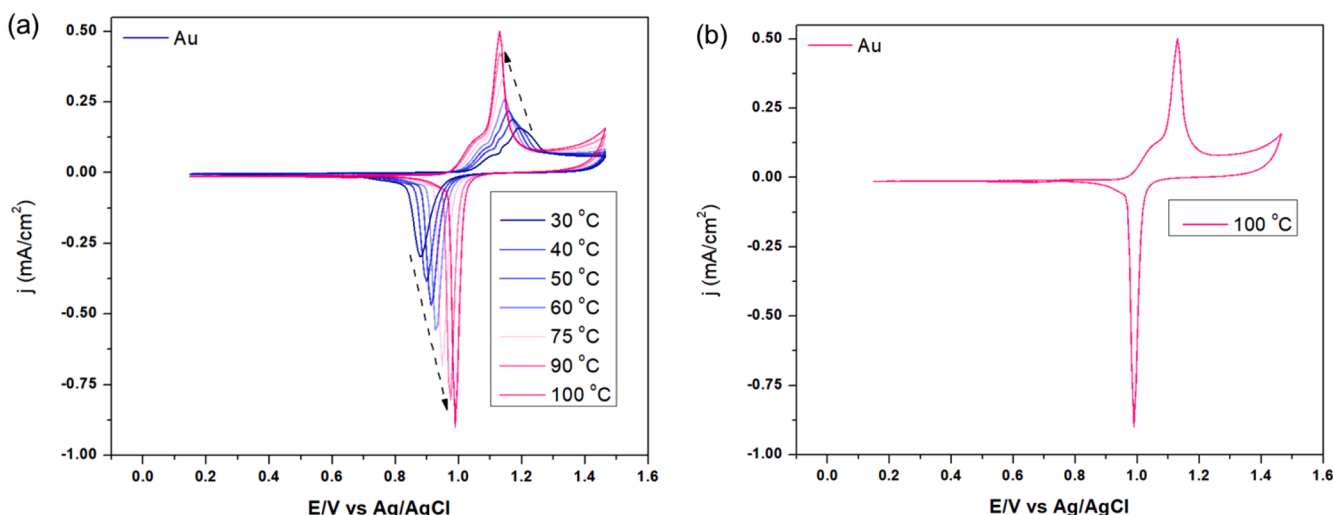 (a)
Au
0.50
0.25
0.00
-0.25
-0.50
-0.75
-1.00
j (mA/cm²)
30 °C
40 °C
50 °C
60 °C
75 °C
90 °C
100 °C
0.0 0.2 0.4 0.6 0.8 1.0 1.2 1.4 1.6
E/V vs Ag/AgCl
(b)
Au
0.50
0.25
0.00
-0.25
-0.50
-0.75
-1.00
j (mA/cm²)
100 °C
0.0 0.2 0.4 0.6 0.8 1.0 1.2 1.4 1.6
E/V vs Ag/AgCl